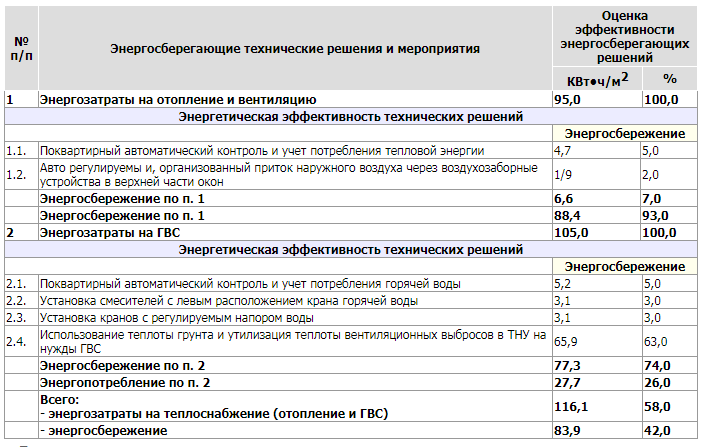 № п/п
Энергосберегающие технические решения и мероприятия
Оценка
эффективности
энергосберегающих
решений
КВт•ч/м2
%
1 Энергозатраты на отопление и вентиляцию 95,0 100,0
Энергетическая эффективность технических решений
Энергосбережение
1.1. Поквартирный автоматический контроль и учет потребления тепловой энергии 4,7 5,0
1.2. Авто регулируемы и, организованный приток наружного воздуха через воздухозаборные
устройства в верхней части окон 1/9 2,0
Энергосбережение по п. 1 6,6 7,0
Энергосбережение по п. 1 88,4 93,0
2 Энергозатраты на ГВС 105,0 100,0
Энергетическая эффективность технических решений
Энергосбережение
2.1. Поквартирный автоматический контроль и учет потребления горячей воды 5,2 5,0
2.2. Установка смесителей с левым расположением крана горячей воды 3,1 3,0
2.3. Установка кранов с регулируемым напором воды 3,1 3,0
2.4. Использование теплоты грунта и утилизация теплоты вентиляционных выбросов в ТНУ на
нужды ГВС 65,9 63,0
Энергосбережение по п. 2 77,3 74,0
Энергопотребление по п. 2 27,7 26,0
Всего:
- энергозатраты на теплоснабжение (отопление и ГВС) 116,1 58,0
- энергосбережение 83,9 42,0